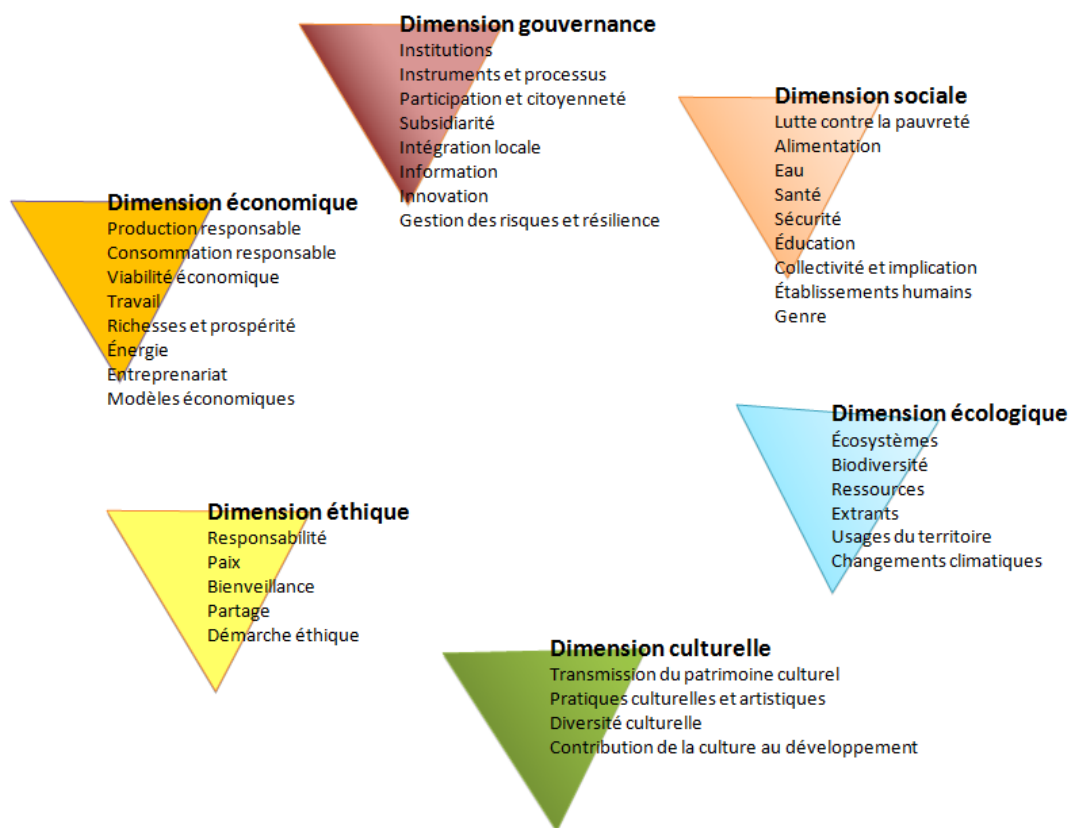 Dimension gouvernance
Institutions
Instruments et processus
Participation et citoyenneté
Subsidiarité
Intégration locale
Information
Innovation
Gestion des risques et résilience
Dimension sociale
Lutte contre la pauvreté
Alimentation
Eau
Santé
Sécurité
Éducation
Collectivité et implication
Établissements humains
Genre
Dimension économique
Production responsable
Consommation responsable
Viabilité économique
Travail
Richesses et prospérité
Énergie
Entreprenariat
Modèles économiques
Dimension écologique
Écosystèmes
Biodiversité
Ressources
Extrants
Usages du territoire
Changements climatiques
Dimension éthique
Responsabilité
Paix
Bienveillance
Partage
Démarche éthique
Dimension culturelle
Transmission du patrimoine culturel
Pratiques culturelles et artistiques
Diversité culturelle
Contribution de la culture au développement